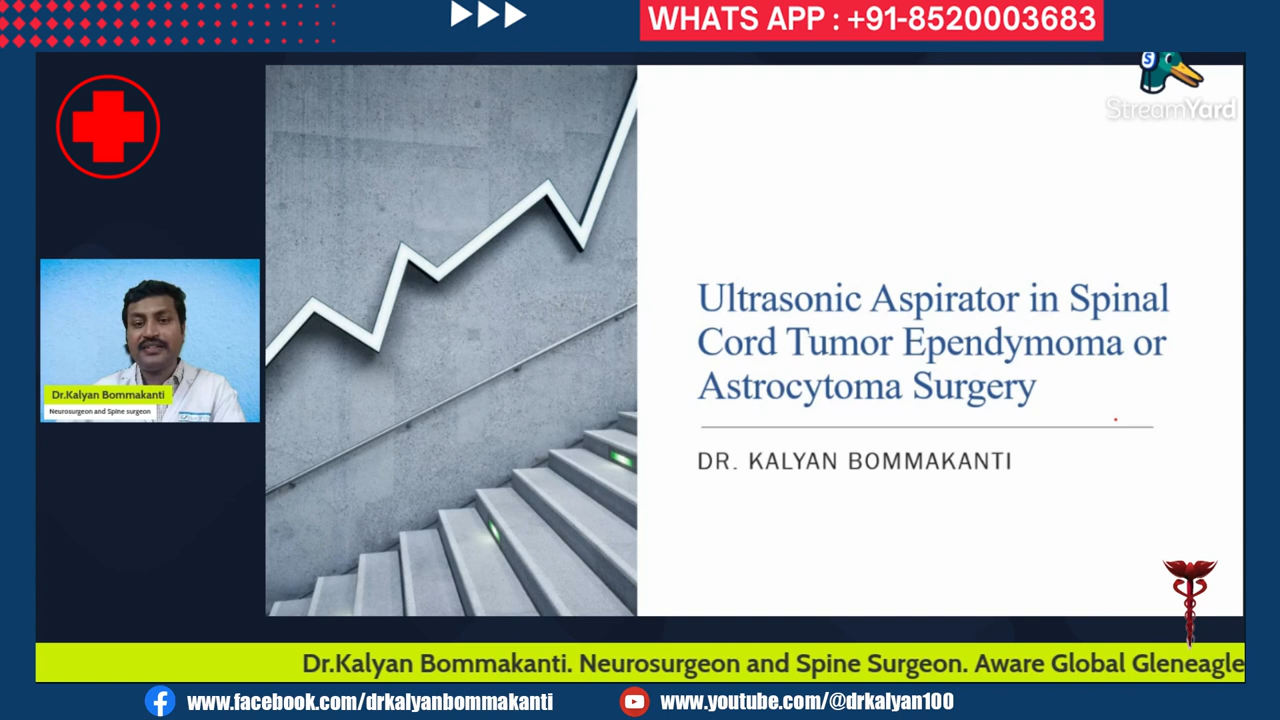 WHATS APP : +91-8520003683
S
StreamYard
Ultrasonic Aspirator in Spinal
Cord Tumor Ependymoma or
Astrocytoma Surgery
DR. KALYAN BOMMAKANTI
Dr.Kalyan Bommakanti
Neurosurgeon and Spine surgeon
Dr.Kalyan Bommakanti. Neurosurgeon and Spine Surgeon. Aware Global Gleneagle
www.facebook.com/drkalyanbommakanti
www.youtube.com/@drkalyan100